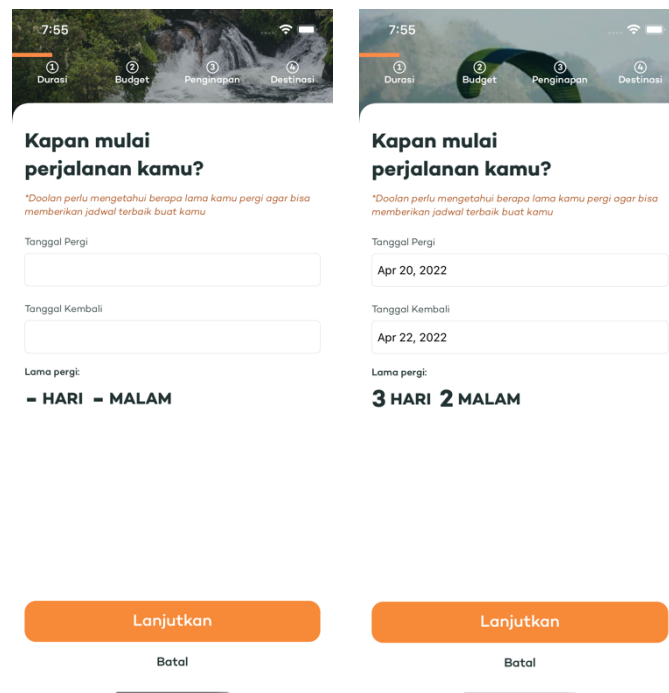 7:55
1 2 3 4
Durasi Budget Penginapan Destinasi
Kapan mulai
perjalanan kamu?
*Doolan perlu mengetahui berapa lama kamu pergi agar bisa
memberikan jadwal terbaik buat kamu
Tanggal Pergi
Tanggal Kembali
Lama pergi:
- HARI - MALAM
Lanjutkan
Batal
7:55
1 2 3 4
Durasi Budget Penginapan Destinasi
Kapan mulai
perjalanan kamu?
*Doolan perlu mengetahui berapa lama kamu pergi agar bisa
memberikan jadwal terbaik buat kamu
Tanggal Pergi
Apr 20, 2022
Tanggal Kembali
Apr 22, 2022
Lama pergi:
3 HARI 2 MALAM
Lanjutkan
Batal